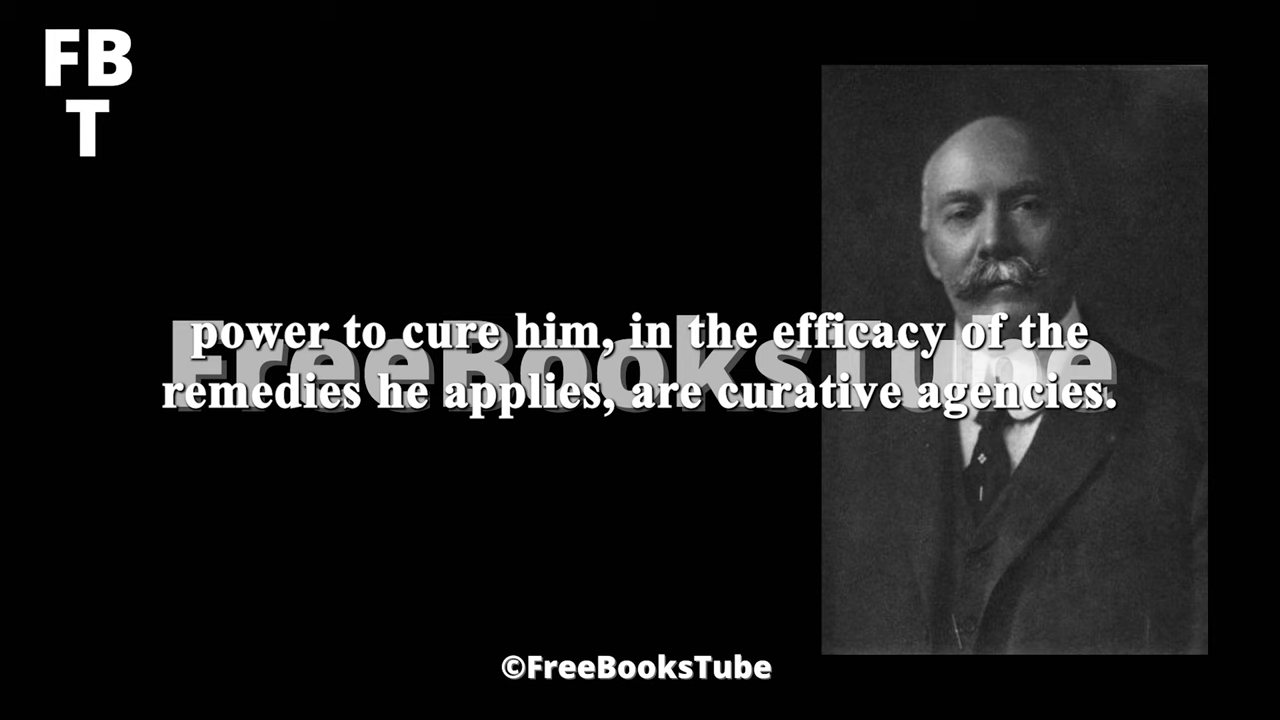 FB
T
FreeBooksTube
power to cure him, in the efficacy of the
remedies he applies, are curative agencies.
©FreeBooksTube